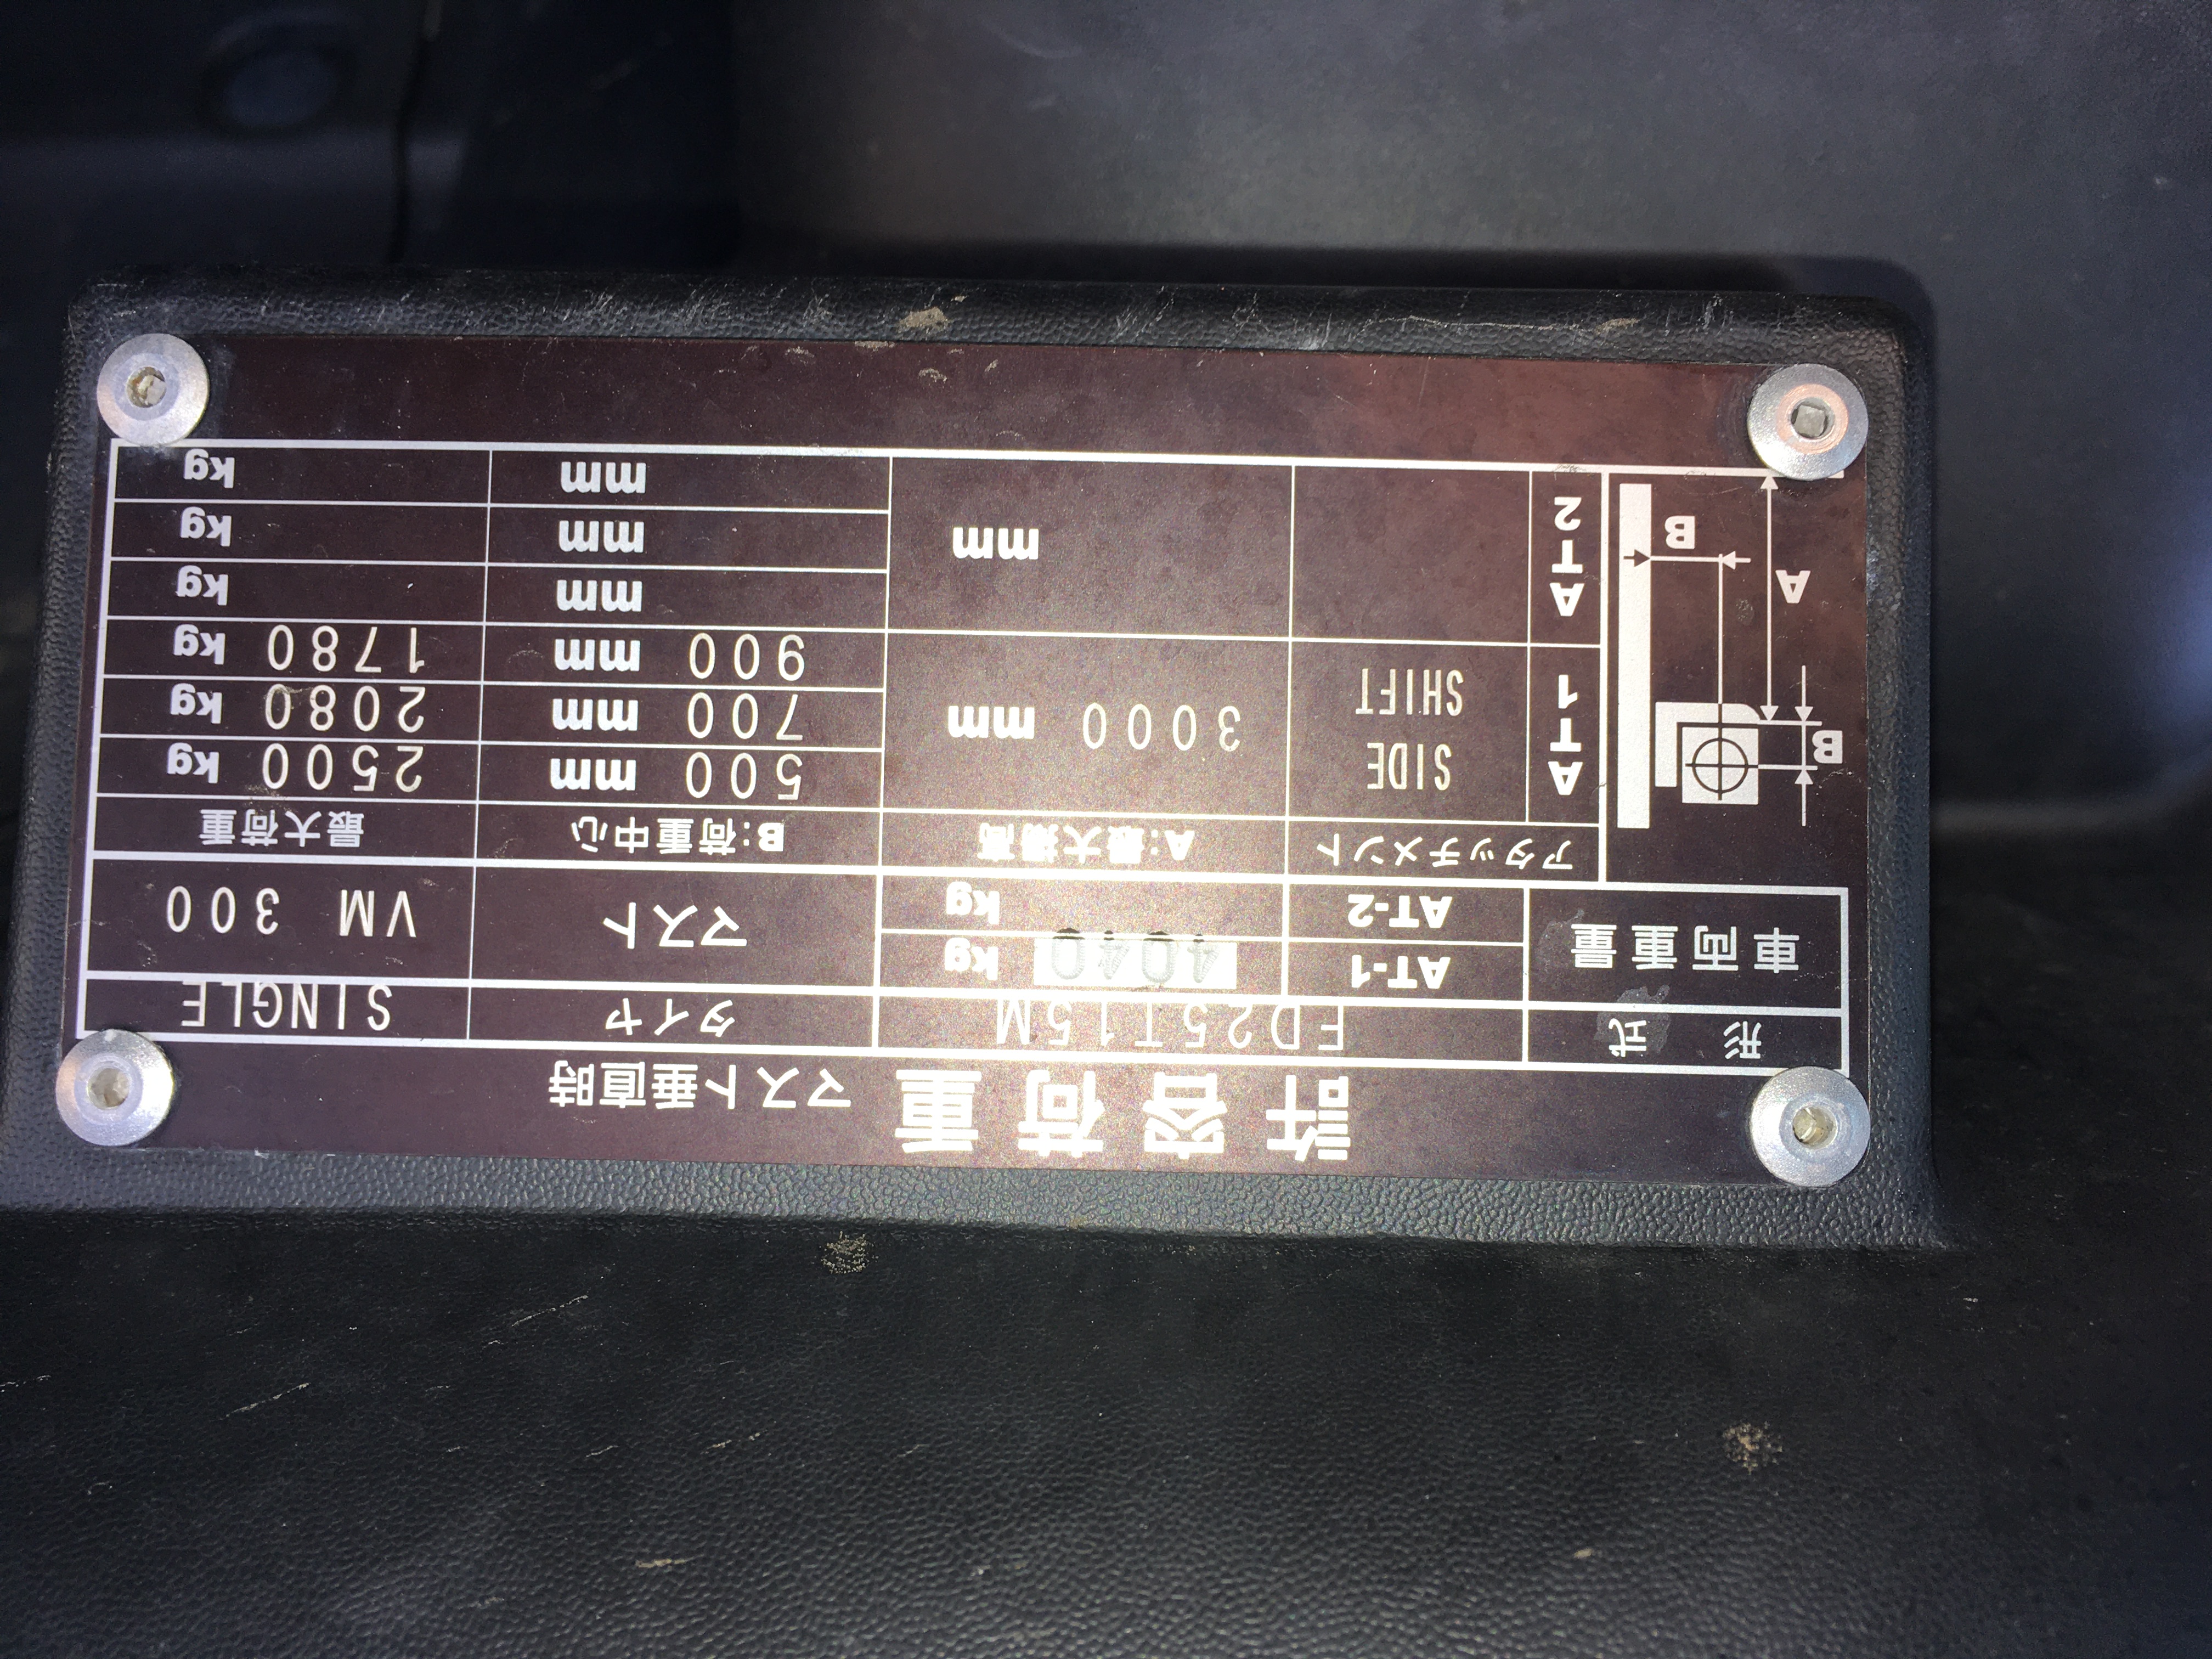 許容荷重 マスト垂直時
形式 FD25T15M タイヤ SINGLE
車両重量 AT-1 4040 kg マスト VM 300
AT-2 kg
アタッチメント A:最大揚高 B:荷重中心 最大荷重
AT1 SIDE SHIFT 3000 mm 500 mm 2500 kg
700 mm 2080 kg
900 mm 1780 kg
AT2 mm mm kg
mm kg
mm kg
B
A
B